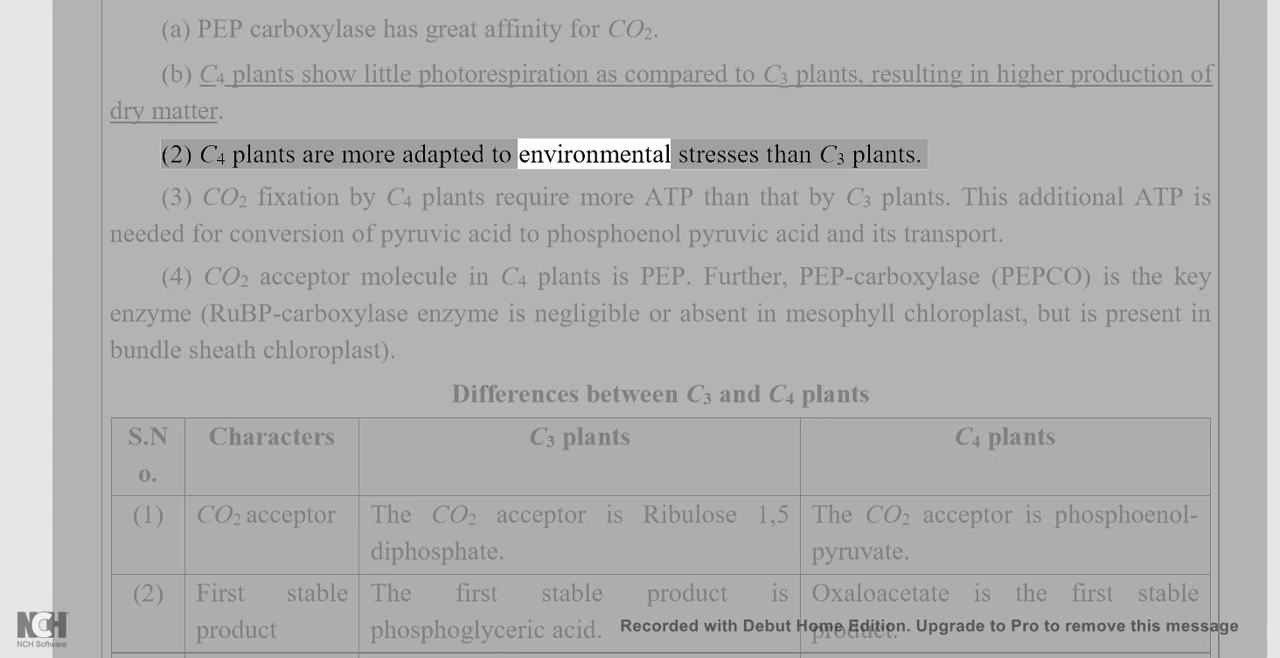 (a) PEP carboxylase has great affinity for CO₂.
(b) C₄ plants show little photorespiration as compared to C₃ plants, resulting in higher production of
dry matter.
(2) C₄ plants are more adapted to environmental stresses than C₃ plants.
(3) CO₂ fixation by C₄ plants require more ATP than that by C₃ plants. This additional ATP is
needed for conversion of pyruvic acid to phosphoenol pyruvic acid and its transport.
(4) CO₂ acceptor molecule in C₄ plants is PEP. Further, PEP-carboxylase (PEPCO) is the key
enzyme (RuBP-carboxylase enzyme is negligible or absent in mesophyll chloroplast, but is present in
bundle sheath chloroplast).
Differences between C₃ and C₄ plants
S.N Characters C₃ plants C₄ plants
o.
(1) CO₂ acceptor The CO₂ acceptor is Ribulose 1,5 The CO₂ acceptor is phosphoenol-
diphosphate. pyruvate.
(2) First stable The first stable product is Oxaloacetate is the first stable
product phosphoglyceric acid. product.
Recorded with Debut Home Edition. Upgrade to Pro to remove this message
NCH
NCH Software